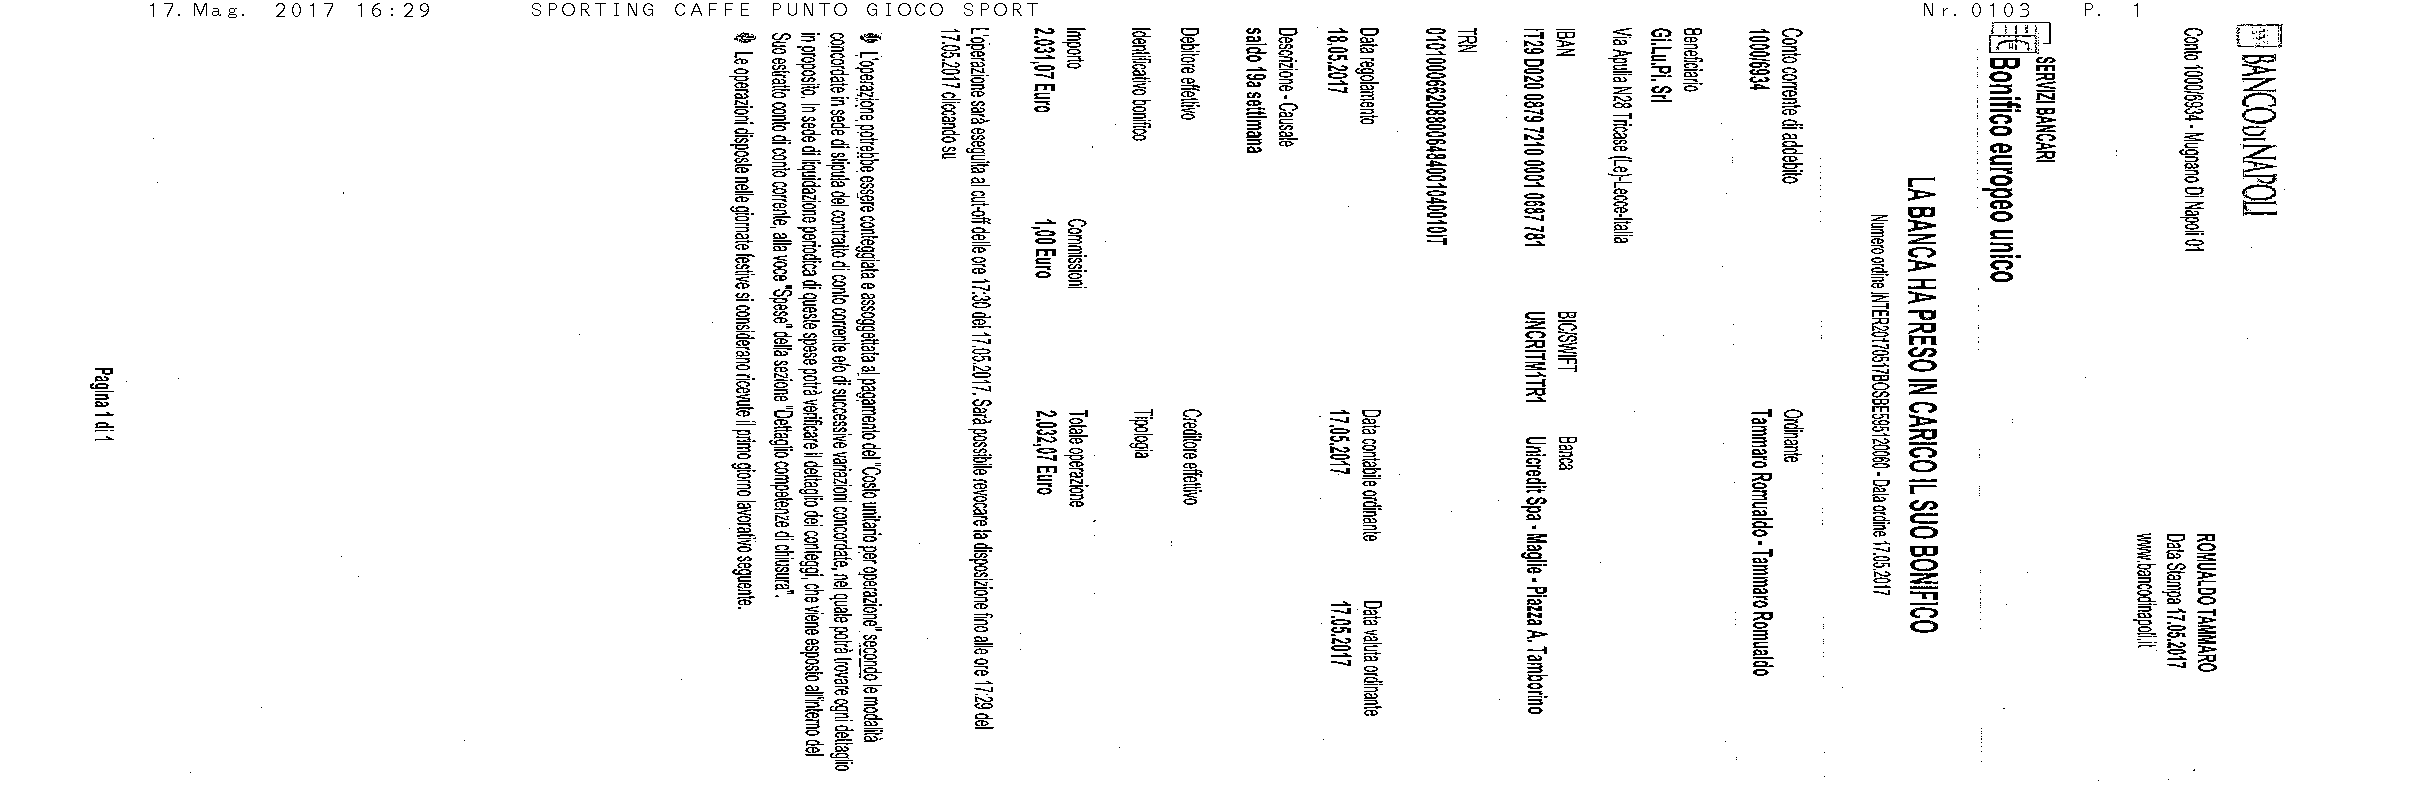 17.Mag. 2017 16:29 SPORTING CAFFE PUNTO GIOCO SPORT Nr.0103 P. 1
BANCO DI NAPOLI
Conto 1000/6934 - Mugnano Di Napoli 01
ROMUALDO TAMMARO
Data Stampa 17.05.2017
www.bancodinapoli.it
SERVIZI BANCARI
Bonifico europeo unico
LA BANCA HA PRESO IN CARICO IL SUO BONIFICO
Numero ordine INTER20170517BOSBE595120060 - Data ordine 17.05.2017
Conto corrente di addebito Ordinante
1000/6934 Tammaro Romualdo - Tammaro Romualdo
Beneficiario
Gi.Lu.Pi. Srl
Via Apulia N28 Tricase (Le)-Lecce-Italia
IBAN BIC/SWIFT Banca
IT29 D020 0879 7210 0001 0687 781 UNCRITM1TR1 Unicredit Spa - Maglie - Piazza A. Tamborino
TRN
0101000662088006484001040010IT
Data regolamento Data contabile ordinante Data valuta ordinante
18.05.2017 17.05.2017 17.05.2017
Descrizione - Causale
saldo 19a settimana
Debitore effettivo Creditore effettivo
Identificativo bonifico Tipologia
Importo Commissioni Totale operazione
2.031,07 Euro 1,00 Euro 2.032,07 Euro
L'operazione sarà eseguita al cut-off delle ore 17:30 del 17.05.2017. Sarà possibile revocare la disposizione fino alle ore 17:29 del
17.05.2017 cliccando su
L'operazione potrebbe essere conteggiata e assoggettata al pagamento del "Costo unitario per operazione" secondo le modalità
concordate in sede di stipula del contratto di conto corrente e/o di successive variazioni concordate, nel quale potrà trovare ogni dettaglio
in proposito. In sede di liquidazione periodica di queste spese potrà verificare il dettaglio dei conteggi, che viene esposto all'interno del
Suo estratto conto di conto corrente, alla voce "Spese" della sezione "Dettaglio competenze di chiusura".
Le operazioni disposte nelle giornate festive si considerano ricevute il primo giorno lavorativo seguente.
Pagina 1 di 1